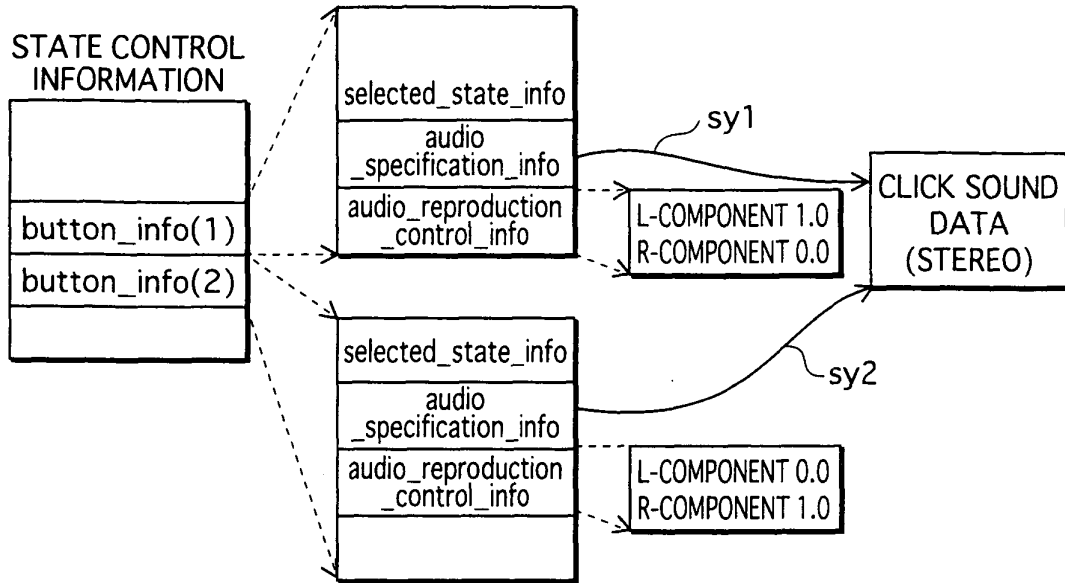 STATE CONTROL
INFORMATION
button_info(1)
button_info(2)
selected_state_info
audio
_specification_info
audio_reproduction
_control_info
L-COMPONENT 1.0
R-COMPONENT 0.0
sy1
CLICK SOUND
DATA
(STEREO)
selected_state_info
audio
_specification_info
audio_reproduction
_control_info
L-COMPONENT 0.0
R-COMPONENT 1.0
sy2